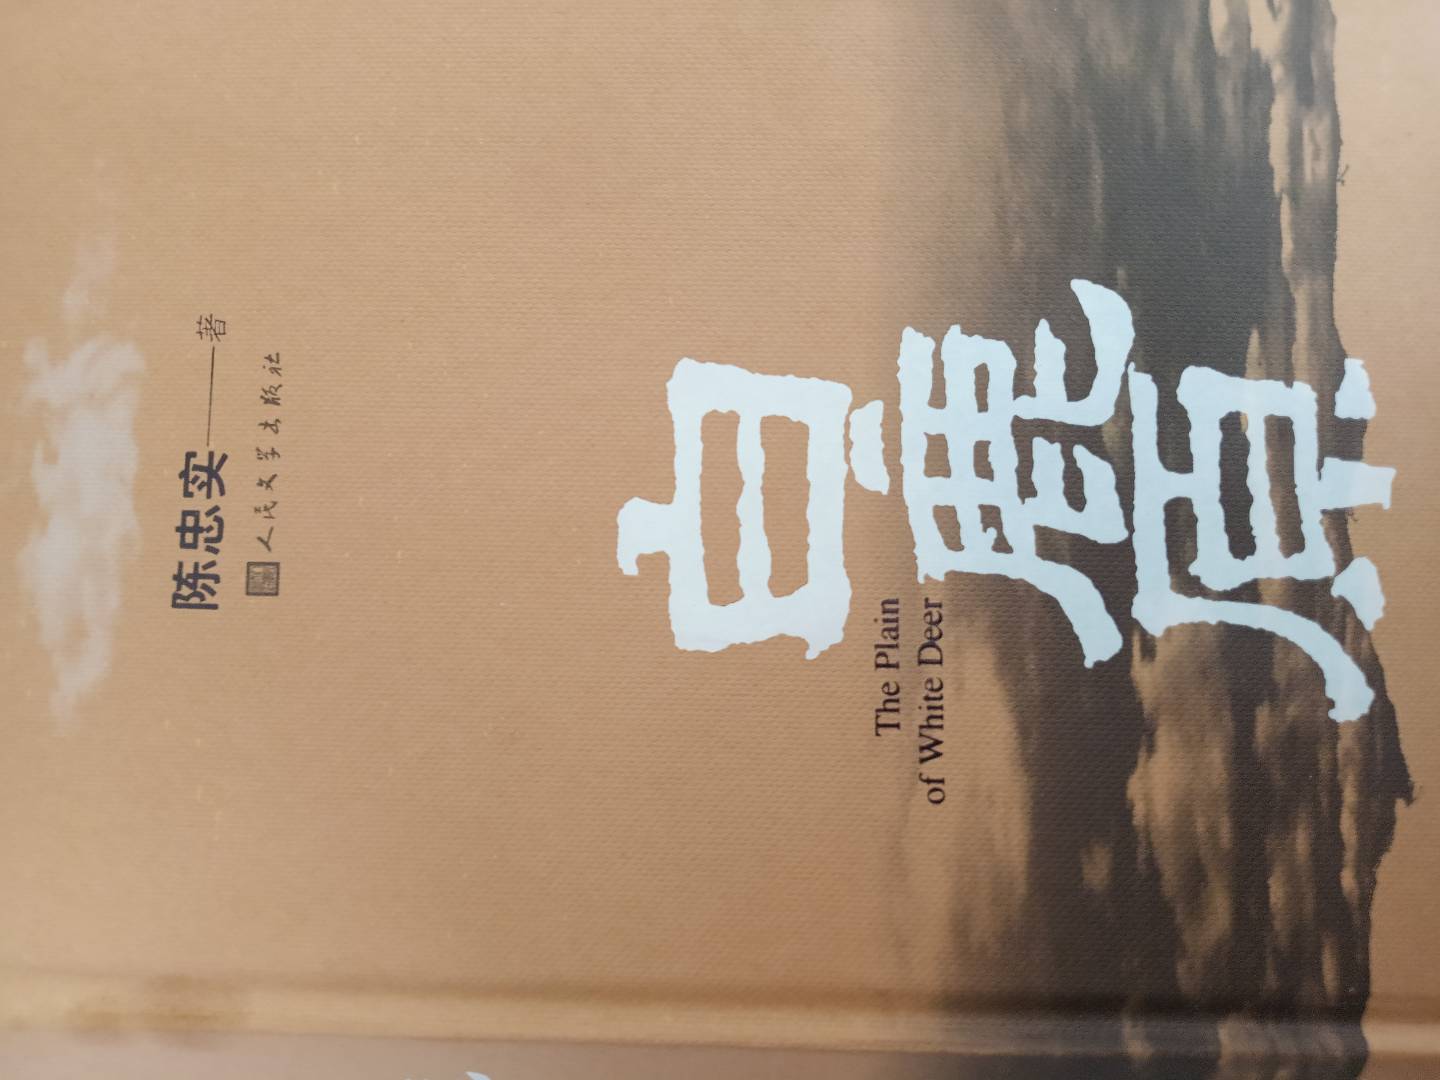 陈忠实——著
人民文学出版社
白鹿原
The Plain
of White Deer